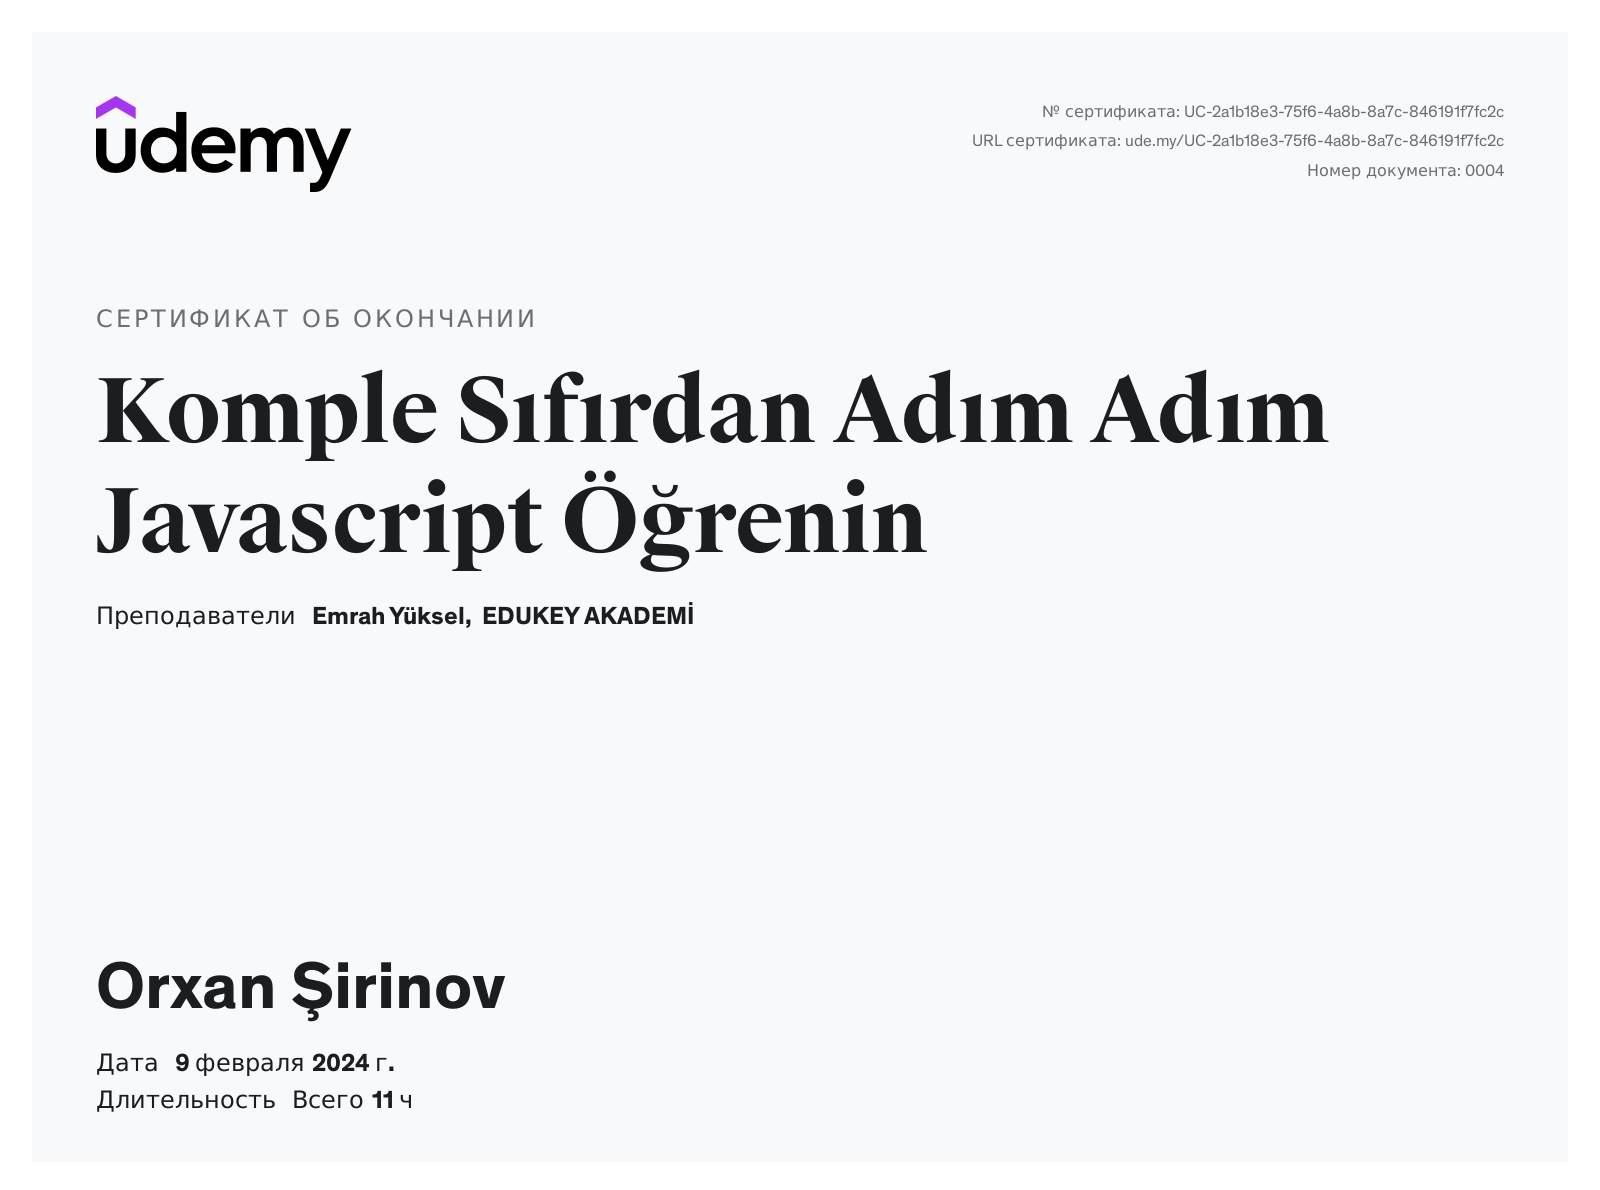 udemy
№ сертификата: UC-2a1b18e3-75f6-4a8b-8a7c-846191f7fc2c
URL сертификата: ude.my/UC-2a1b18e3-75f6-4a8b-8a7c-846191f7fc2c
Номер документа: 0004
СЕРТИФИКАТ ОБ ОКОНЧАНИИ
Komple Sıfırdan Adım Adım
Javascript Öğrenin
Преподаватели Emrah Yüksel, EDUKEY AKADEMİ
Orxan Şirinov
Дата 9 февраля 2024 г.
Длительность Всего 11 ч